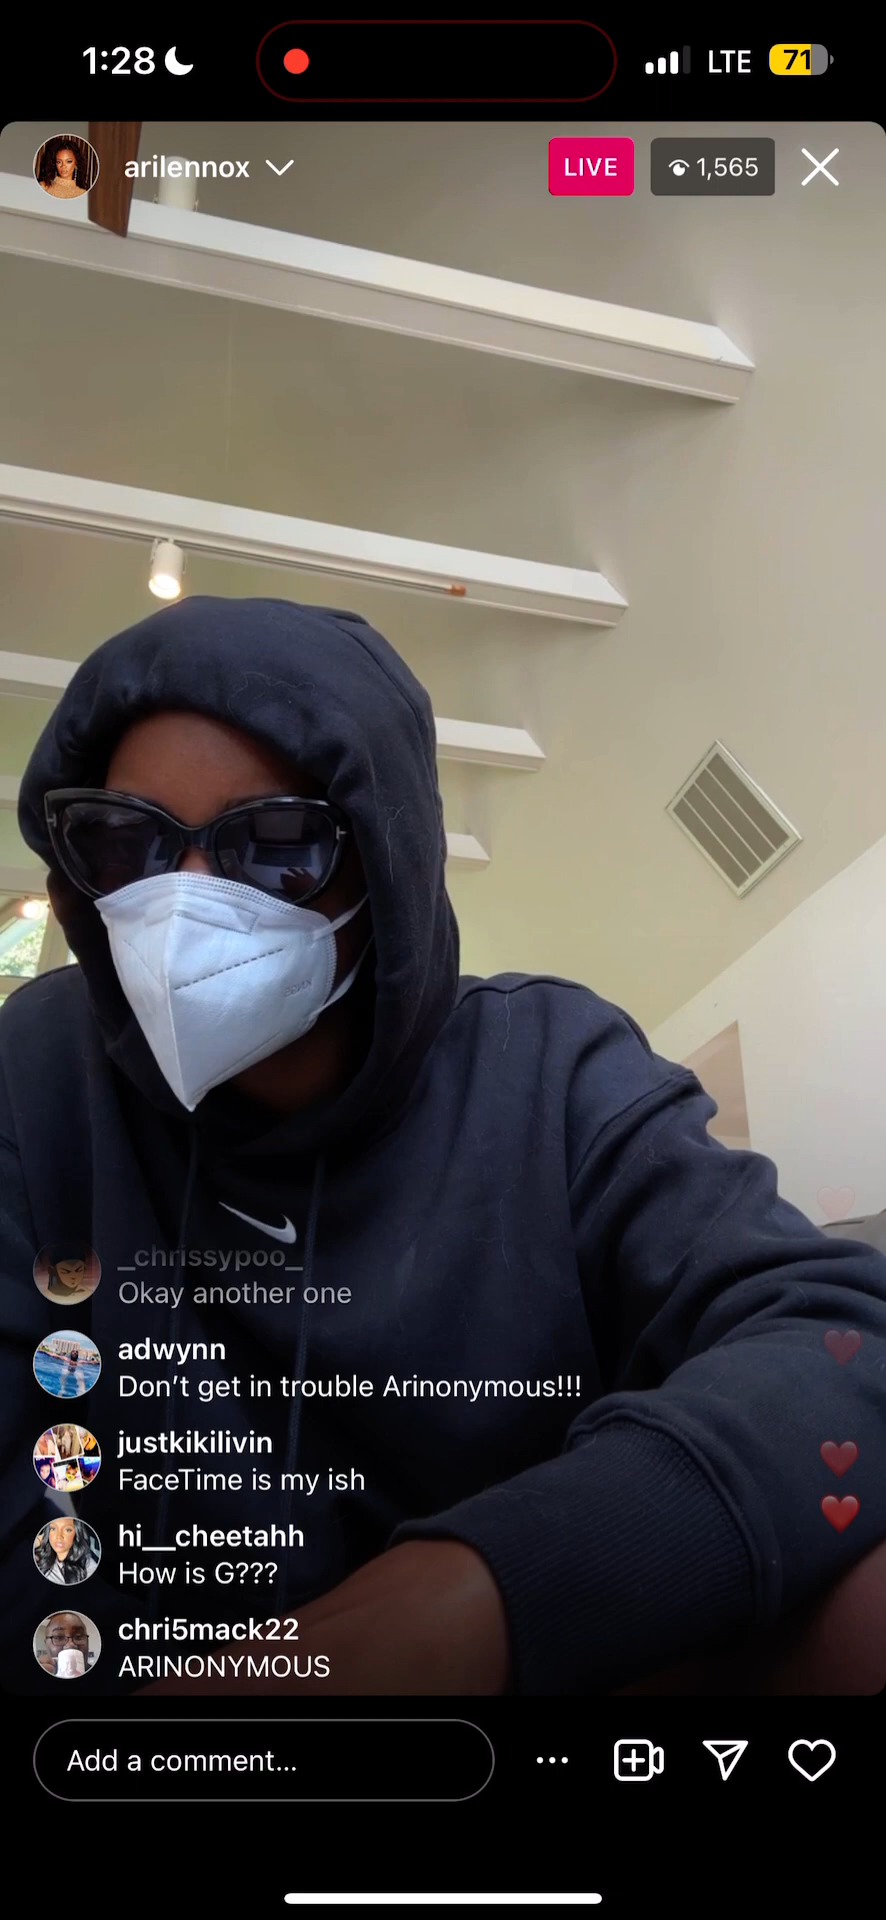 1:28
LTE
71
arilennox
LIVE
1,565
_chrissypoo_
Okay another one
adwynn
Don’t get in trouble Arinonymous!!!
justkikilivin
FaceTime is my ish
hi__cheetahh
How is G???
chri5mack22
ARINONYMOUS
Add a comment...